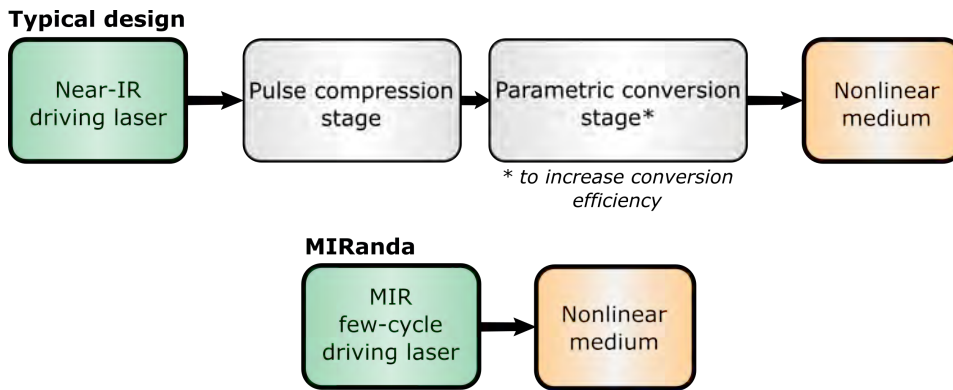 Typical design
Near-IR
driving laser
Pulse compression
stage
Parametric conversion
stage*
Nonlinear
medium
* to increase conversion
efficiency
MIRanda
MIR
few-cycle
driving laser
Nonlinear
medium